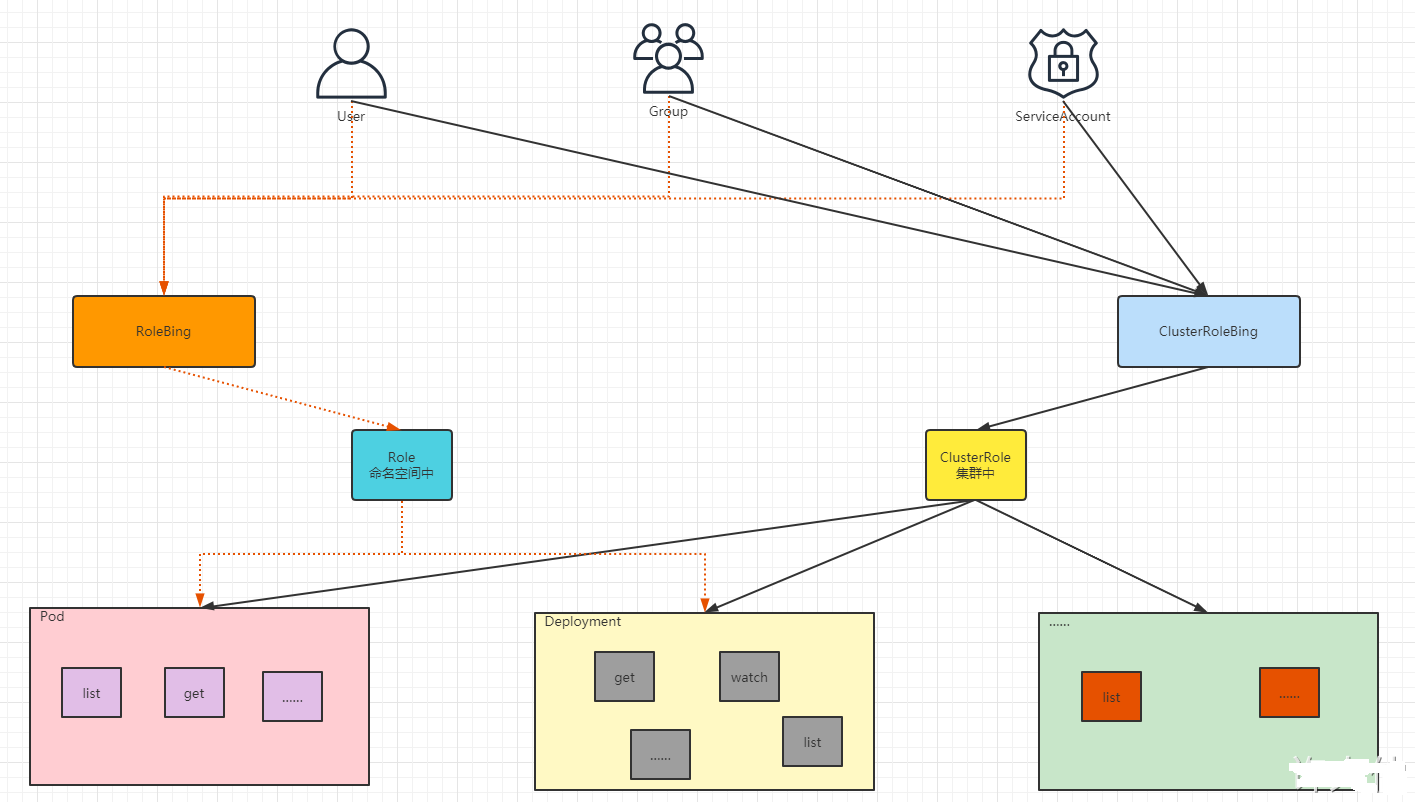 User
Group
ServiceAccount
RoleBing
ClusterRoleBing
Role
命名空间中
ClusterRole
集群中
Pod
list
get
......
Deployment
get
watch
......
list
......
list
......